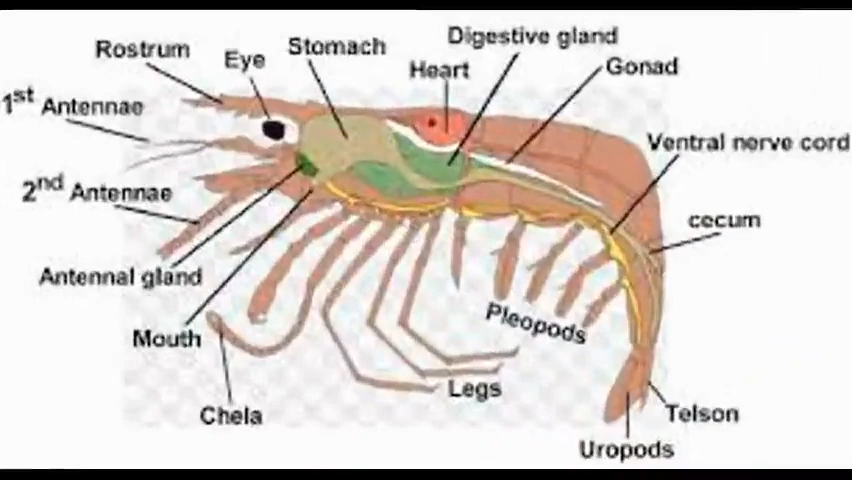 Rostrum
Eye
Stomach
Digestive gland
Heart
Gonad
1st Antennae
Ventral nerve cord
2nd Antennae
cecum
Antennal gland
Mouth
Pleopods
Legs
Chela
Telson
Uropods